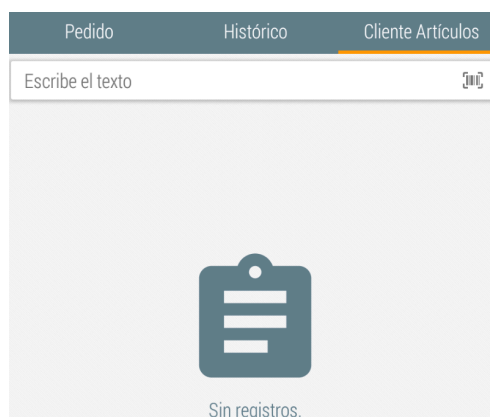 Pedido Histórico Cliente Artículos
Escribe el texto
Sin registros.